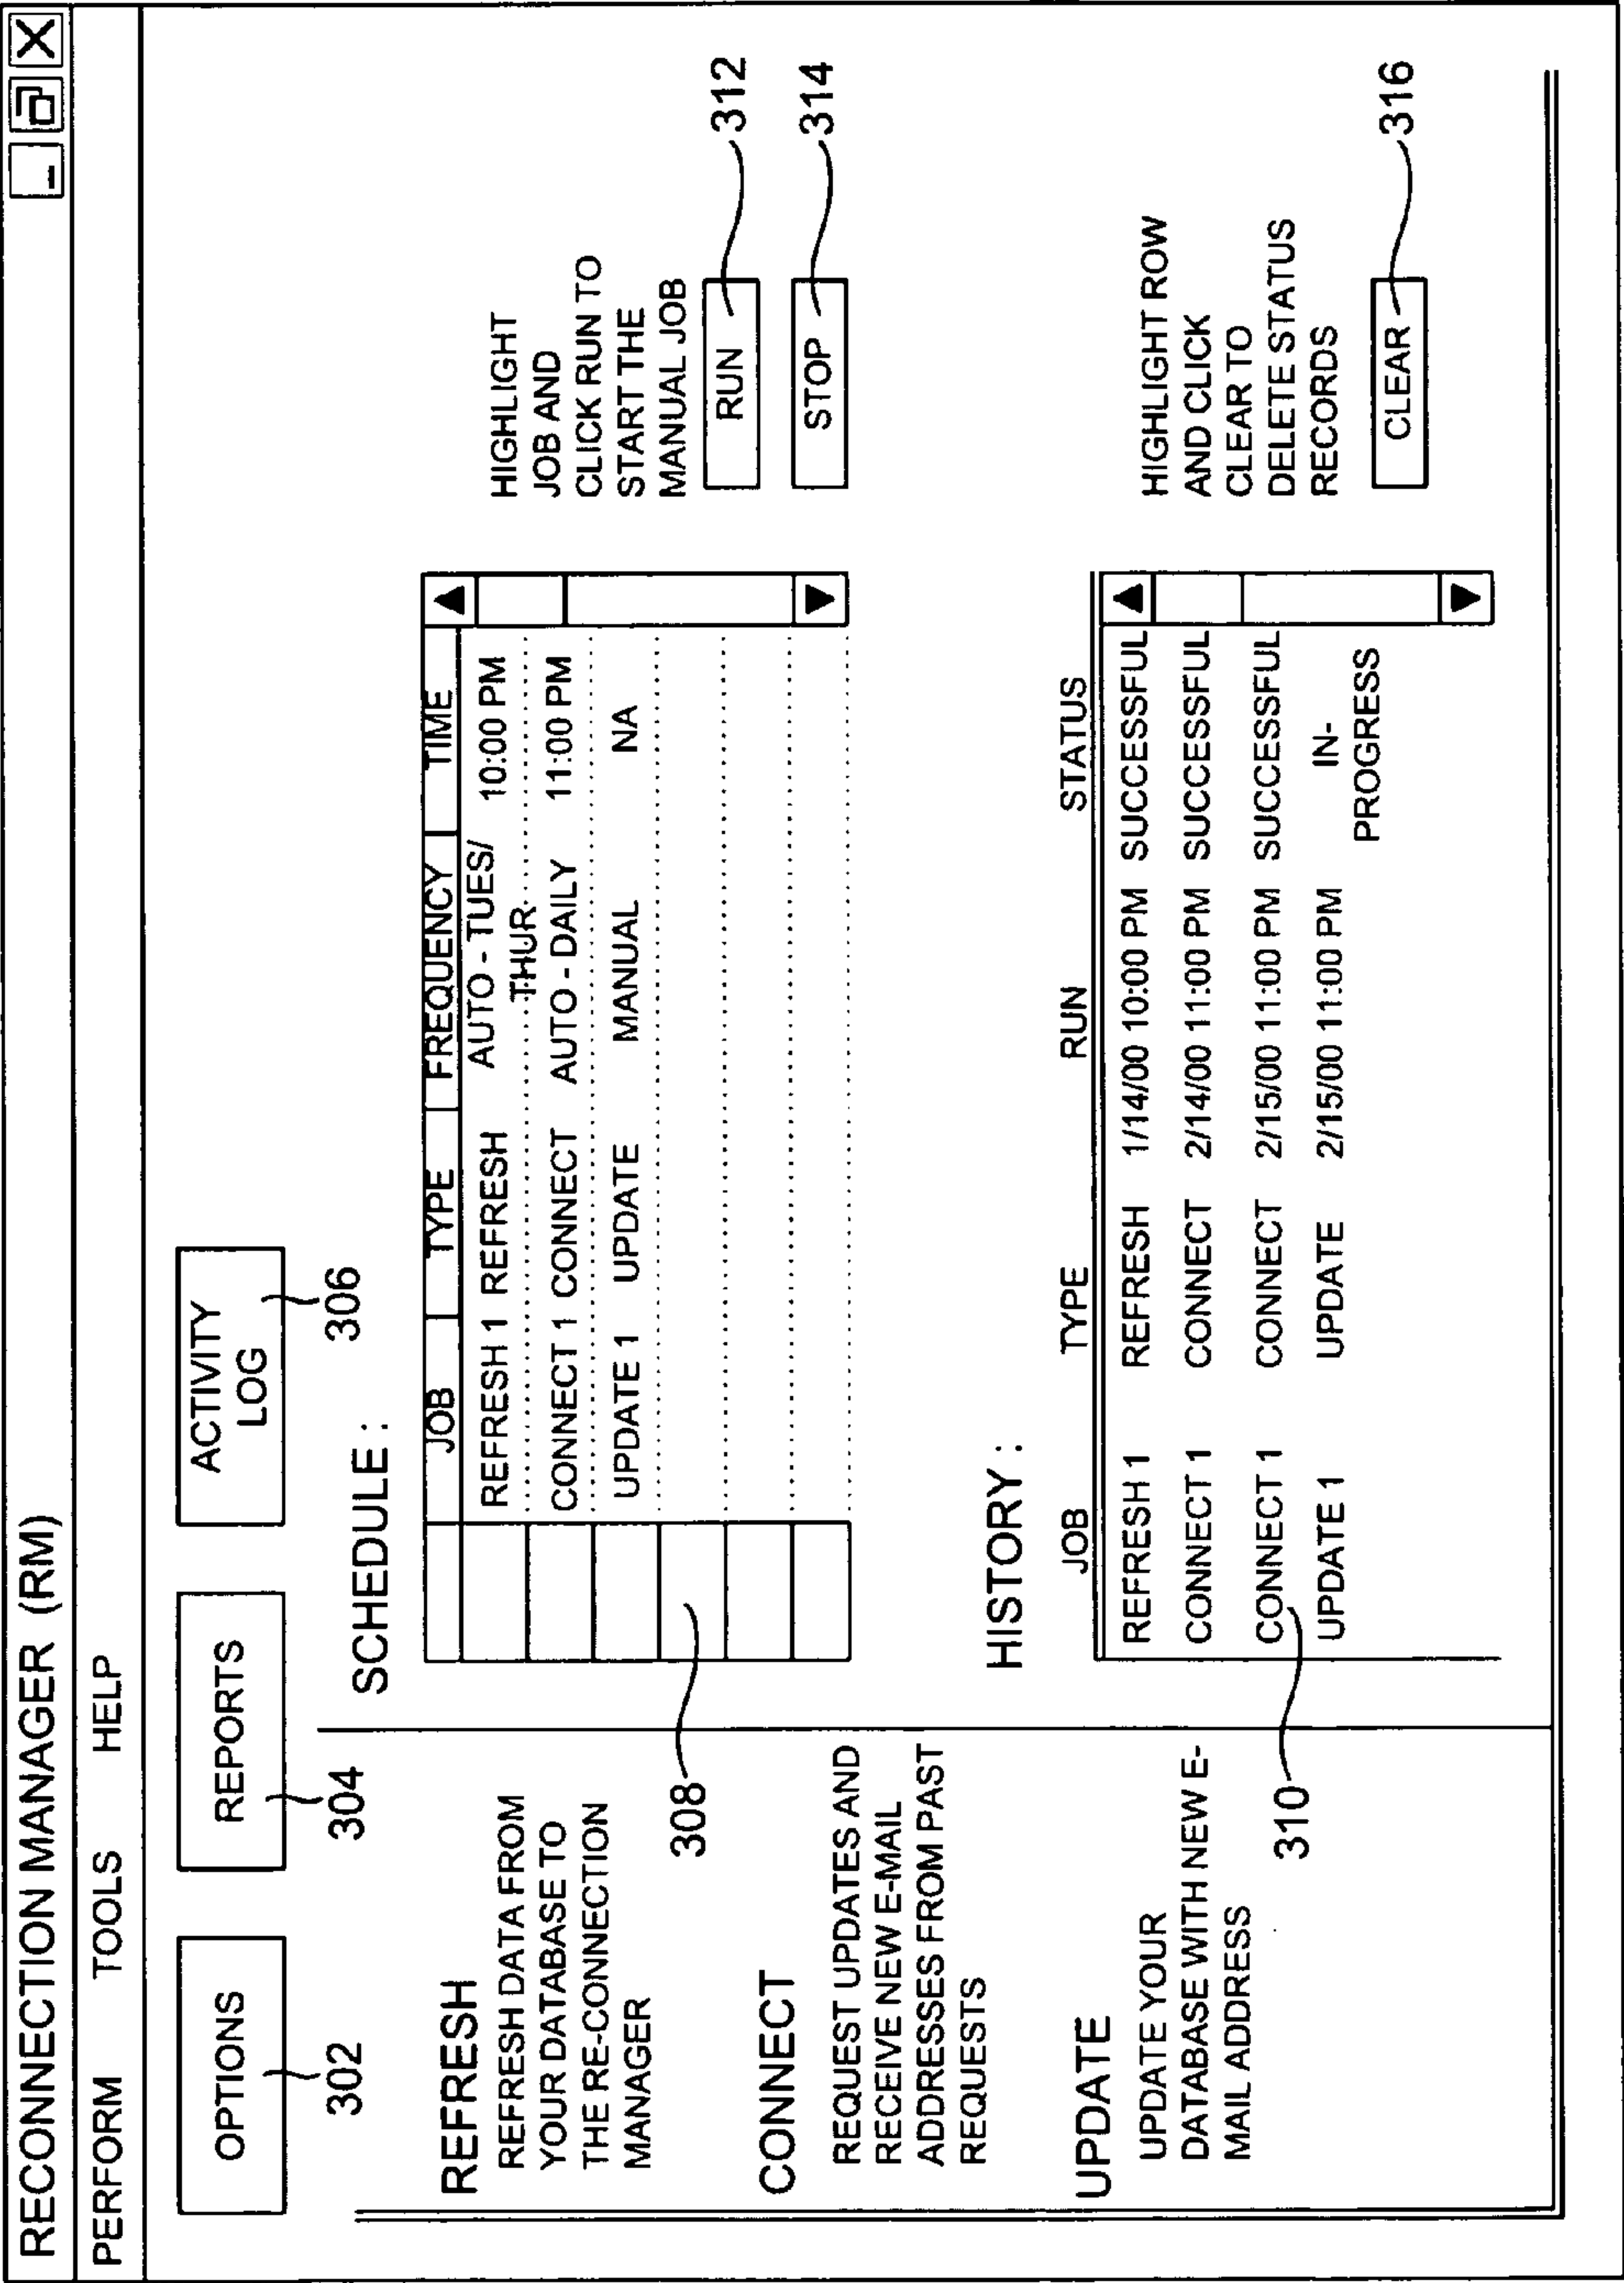 RECONNECTION MANAGER (RM)
PERFORM TOOLS HELP
OPTIONS
REPORTS
ACTIVITY
LOG
302
304
306
REFRESH
REFRESH DATA FROM
YOUR DATABASE TO
THE RE-CONNECTION
MANAGER
308
CONNECT
REQUEST UPDATES AND
RECEIVE NEW E-MAIL
ADDRESSES FROM PAST
REQUESTS
UPDATE
UPDATE YOUR
DATABASE WITH NEW E-
MAIL ADDRESS
310
SCHEDULE :
JOB TYPE FREQUENCY TIME
REFRESH 1 REFRESH AUTO - TUES/ 10:00 PM
THUR
CONNECT 1 CONNECT AUTO - DAILY 11:00 PM
UPDATE 1 UPDATE MANUAL NA
HIGHLIGHT
JOB AND
CLICK RUN TO
START THE
MANUAL JOB
RUN 312
STOP 314
HISTORY :
JOB TYPE RUN STATUS
REFRESH 1 REFRESH 1/14/00 10:00 PM SUCCESSFUL
CONNECT 1 CONNECT 2/14/00 11:00 PM SUCCESSFUL
CONNECT 1 CONNECT 2/15/00 11:00 PM SUCCESSFUL
UPDATE 1 UPDATE 2/15/00 11:00 PM IN-
PROGRESS
HIGHLIGHT ROW
AND CLICK
CLEAR TO
DELETE STATUS
RECORDS
CLEAR 316